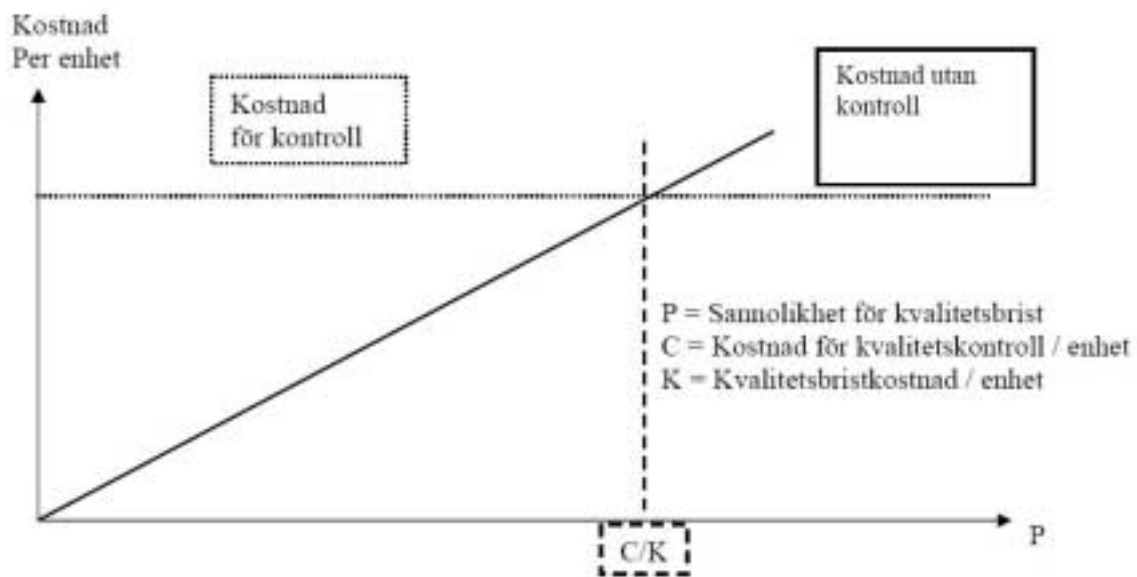 Kostnad
Per enhet
Kostnad
för kontroll
Kostnad utan
kontroll
P = Sannolikhet för kvalitetsbrist
C = Kostnad för kvalitetskontroll / enhet
K = Kvalitetsbristkostnad / enhet
P
C/K